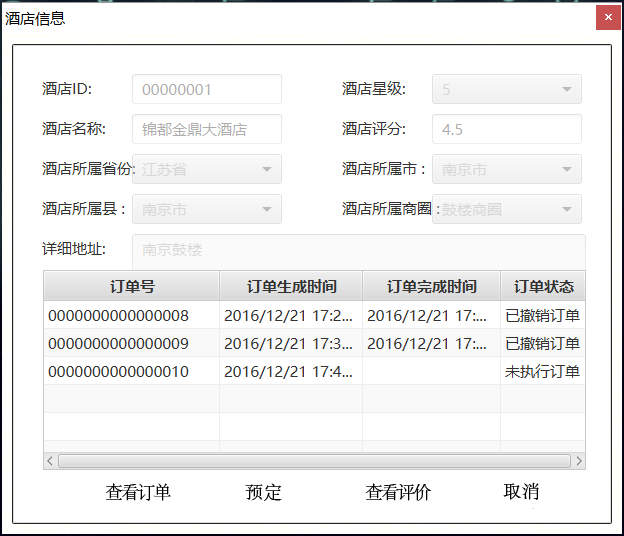 酒店信息
酒店ID: 00000001 酒店星级: 5
酒店名称: 锦都金鼎大酒店 酒店评分: 4.5
酒店所属省份: 江苏省 酒店所属市： 南京市
酒店所属县： 南京市 酒店所属商圈： 鼓楼商圈
详细地址: 南京鼓楼
订单号 订单生成时间 订单完成时间 订单状态
0000000000000008 2016/12/21 17:2... 2016/12/21 17:... 已撤销订单
0000000000000009 2016/12/21 17:3... 2016/12/21 17:... 已撤销订单
0000000000000010 2016/12/21 17:4... 未执行订单
查看订单 预定 查看评价 取消